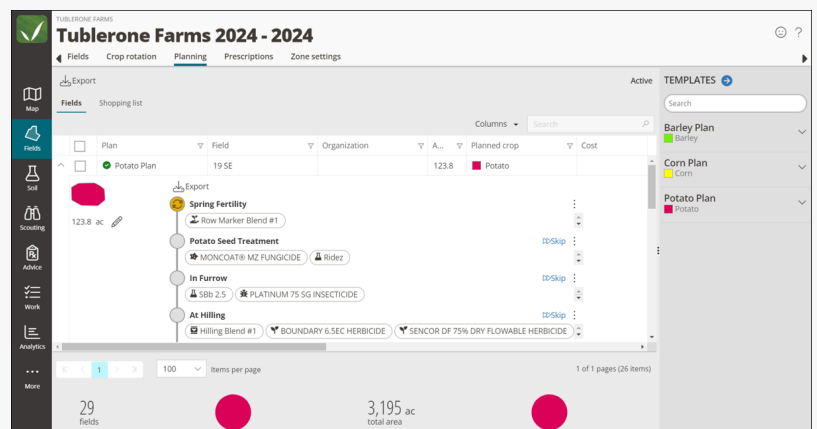 TUBLERONE FARMS
Tublerone Farms 2024 - 2024
Fields Crop rotation Planning Prescriptions Zone settings
Export
Active
Fields Shopping list
Columns Search
Plan Field Organization A... Planned crop Cost
Potato Plan 19 SE 123.8 Potato
Export
123.8 ac
Spring Fertility
Row Marker Blend #1
Potato Seed Treatment Skip
MONCOAT® MZ FUNGICIDE Ridez
In Furrow Skip
SBb 2.5 PLATINUM 75 SG INSECTICIDE
At Hilling Skip
Hilling Blend #1 BOUNDARY 6.5EC HERBICIDE SENCOR DF 75% DRY FLOWABLE HERBICIDE
1 100 Items per page 1 of 1 pages (26 items)
29 3,195 ac
fields total area
TEMPLATES
Search
Barley Plan
Barley
Corn Plan
Corn
Potato Plan
Potato
Map
Fields
Soil
Scouting
Advice
Work
Analytics
More
?